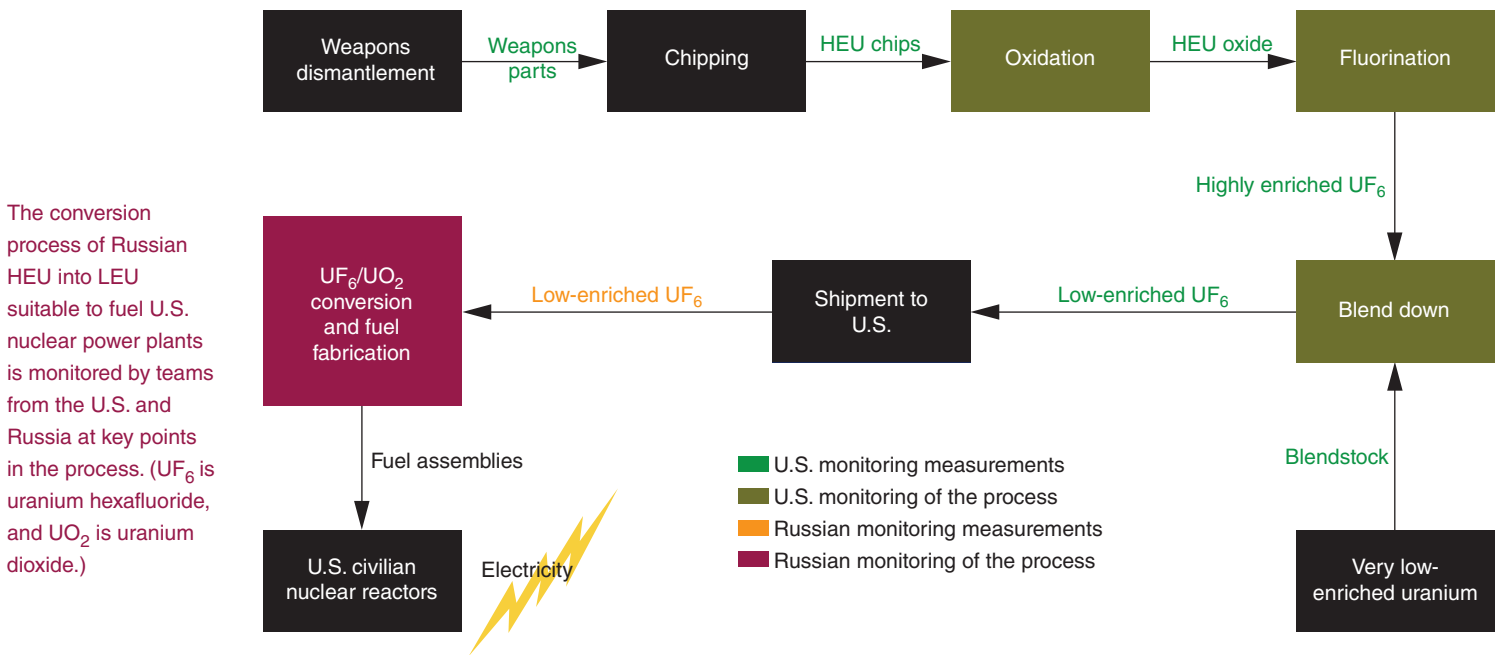 Weapons
dismantlement
Weapons
parts
Chipping
HEU chips
Oxidation
HEU oxide
Fluorination
Highly enriched UF6
The conversion
process of Russian
HEU into LEU
suitable to fuel U.S.
nuclear power plants
is monitored by teams
from the U.S. and
Russia at key points
in the process. (UF6 is
uranium hexafluoride,
and UO2 is uranium
dioxide.)
UF6/UO2
conversion
and fuel
fabrication
Low-enriched UF6
Shipment to
U.S.
Low-enriched UF6
Blend down
Fuel assemblies
Blendstock
U.S. monitoring measurements
U.S. monitoring of the process
Russian monitoring measurements
Russian monitoring of the process
U.S. civilian
nuclear reactors
Electricity
Very low-
enriched uranium